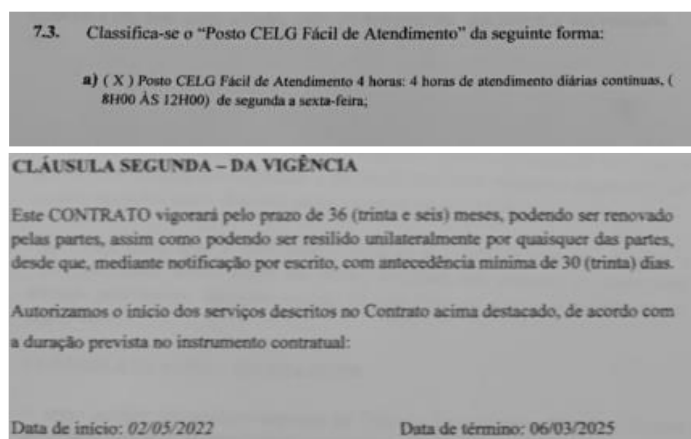 7.3. Classifica-se o “Posto CELG Fácil de Atendimento” da seguinte forma:
a) ( X ) Posto CELG Fácil de Atendimento 4 horas: 4 horas de atendimento diárias contínuas, (
8H00 ÀS 12H00) de segunda a sexta-feira;
CLÁUSULA SEGUNDA – DA VIGÊNCIA
Este CONTRATO vigorará pelo prazo de 36 (trinta e seis) meses, podendo ser renovado
pelas partes, assim como podendo ser resilido unilateralmente por quaisquer das partes,
desde que, mediante notificação por escrito, com antecedência mínima de 30 (trinta) dias.
Autorizamos o início dos serviços descritos no Contrato acima destacado, de acordo com
a duração prevista no instrumento contratual:
Data de início: 02/05/2022 Data de término: 06/03/2025